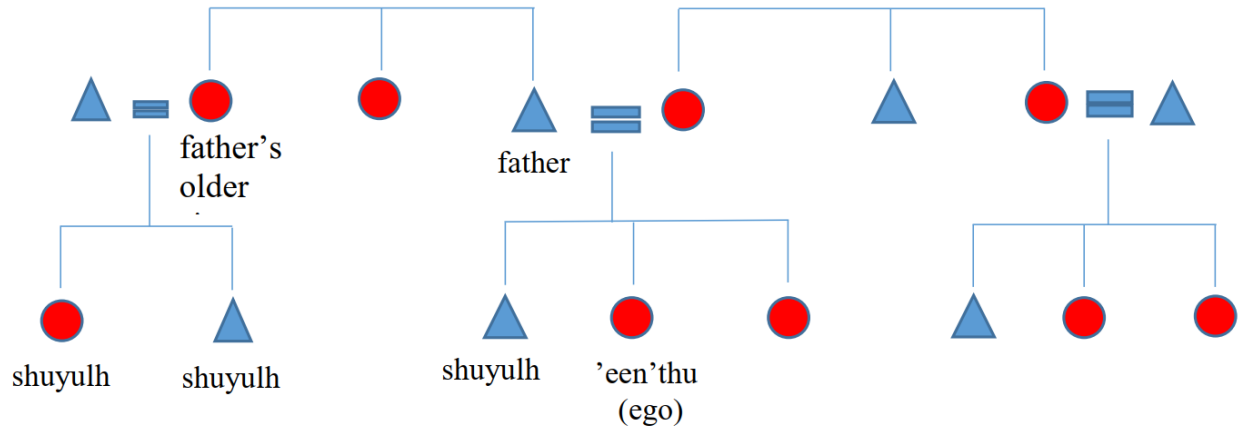 father's
older
father
shuyulh
shuyulh
shuyulh
’een’thu
(ego)